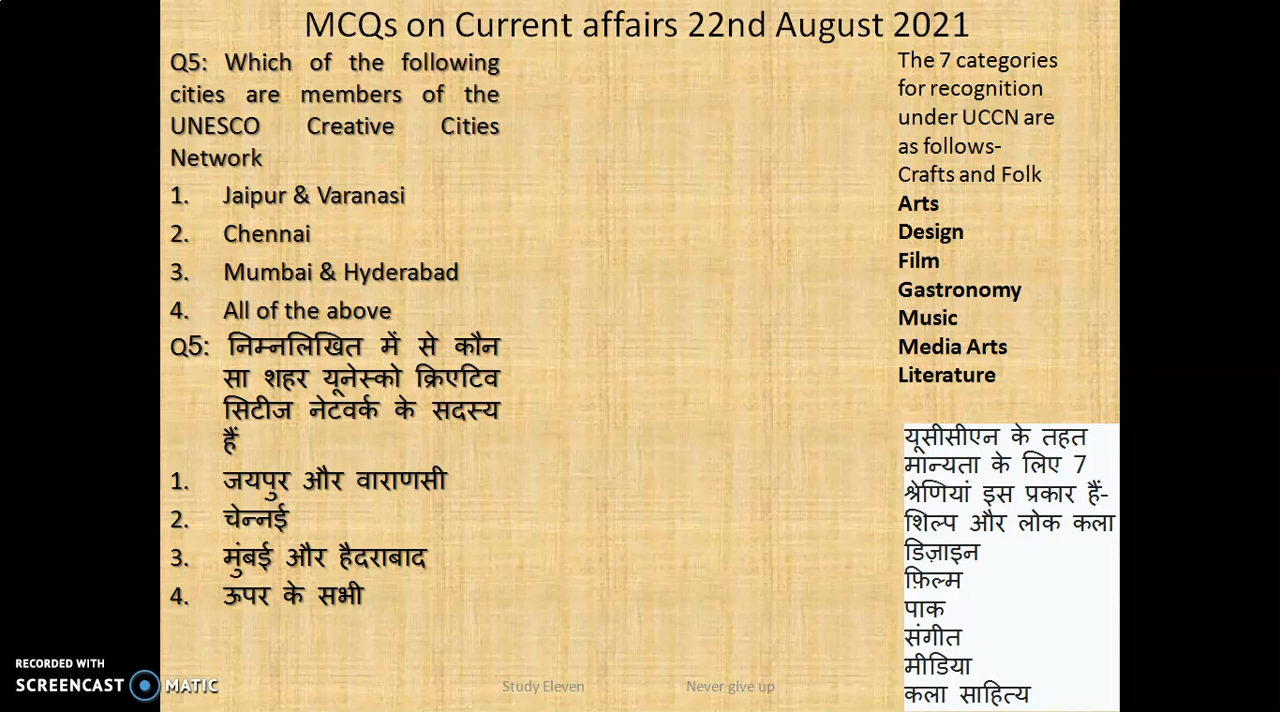 MCQs on Current affairs 22nd August 2021
Q5: Which of the following
cities are members of the
UNESCO Creative Cities
Network
1. Jaipur & Varanasi
2. Chennai
3. Mumbai & Hyderabad
4. All of the above
Q5: निम्नलिखित में से कौन
सा शहर यूनेस्को क्रिएटिव
सिटीज नेटवर्क के सदस्य
हैं
1. जयपुर और वाराणसी
2. चेन्नई
3. मुंबई और हैदराबाद
4. ऊपर के सभी
The 7 categories
for recognition
under UCCN are
as follows-
Crafts and Folk
Arts
Design
Film
Gastronomy
Music
Media Arts
Literature
यूसीसीएन के तहत
मान्यता के लिए 7
श्रेणियां इस प्रकार हैं-
शिल्प और लोक कला
डिज़ाइन
फ़िल्म
पाक
संगीत
मीडिया
कला साहित्य
RECORDED WITH
SCREENCAST MATIC
Study Eleven
Never give up